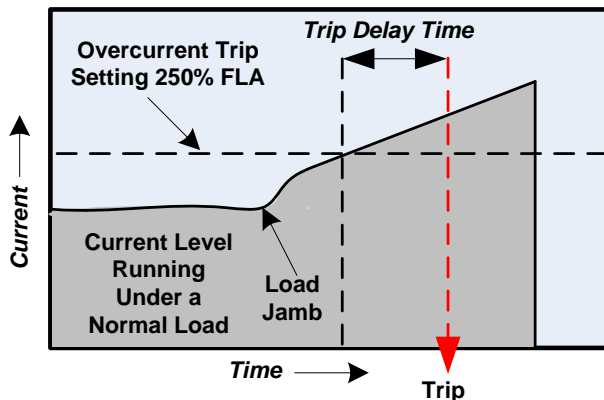 Trip Delay Time
Overcurrent Trip
Setting 250% FLA
Current
Current Level
Running
Under a
Normal Load
Load
Jamb
Time
Trip